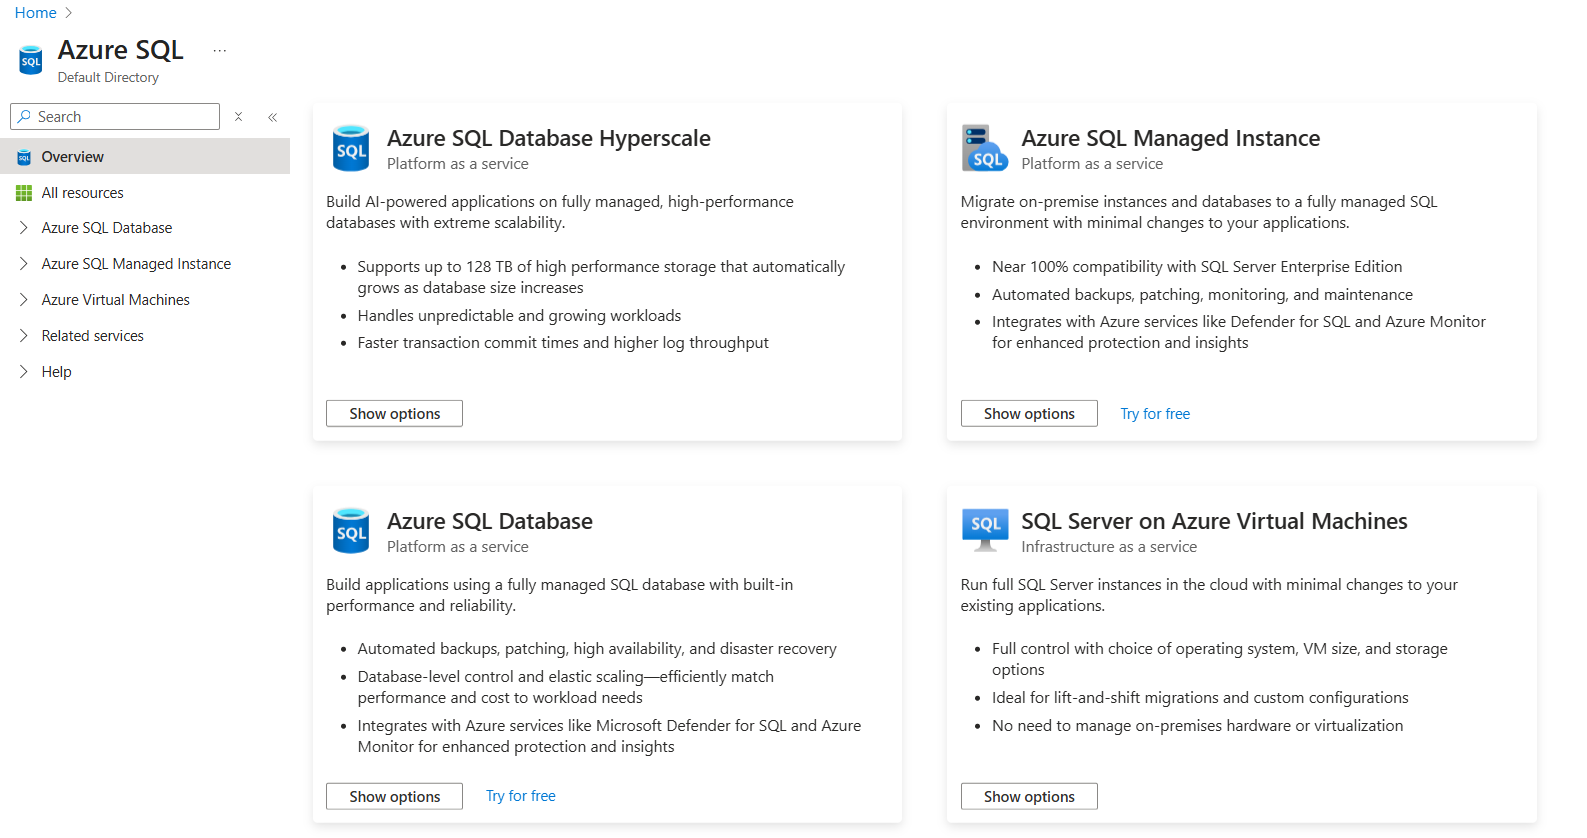 Home
Azure SQL
Default Directory
Search
Overview
All resources
Azure SQL Database
Azure SQL Managed Instance
Azure Virtual Machines
Related services
Help
Azure SQL Database Hyperscale
Platform as a service
Build AI-powered applications on fully managed, high-performance
databases with extreme scalability.
• Supports up to 128 TB of high performance storage that automatically
grows as database size increases
• Handles unpredictable and growing workloads
• Faster transaction commit times and higher log throughput
Show options
Azure SQL Managed Instance
Platform as a service
Migrate on-premise instances and databases to a fully managed SQL
environment with minimal changes to your applications.
• Near 100% compatibility with SQL Server Enterprise Edition
• Automated backups, patching, monitoring, and maintenance
• Integrates with Azure services like Defender for SQL and Azure Monitor
for enhanced protection and insights
Show options Try for free
Azure SQL Database
Platform as a service
Build applications using a fully managed SQL database with built-in
performance and reliability.
• Automated backups, patching, high availability, and disaster recovery
• Database-level control and elastic scaling—efficiently match
performance and cost to workload needs
• Integrates with Azure services like Microsoft Defender for SQL and Azure
Monitor for enhanced protection and insights
Show options Try for free
SQL Server on Azure Virtual Machines
Infrastructure as a service
Run full SQL Server instances in the cloud with minimal changes to your
existing applications.
• Full control with choice of operating system, VM size, and storage
options
• Ideal for lift-and-shift migrations and custom configurations
• No need to manage on-premises hardware or virtualization
Show options